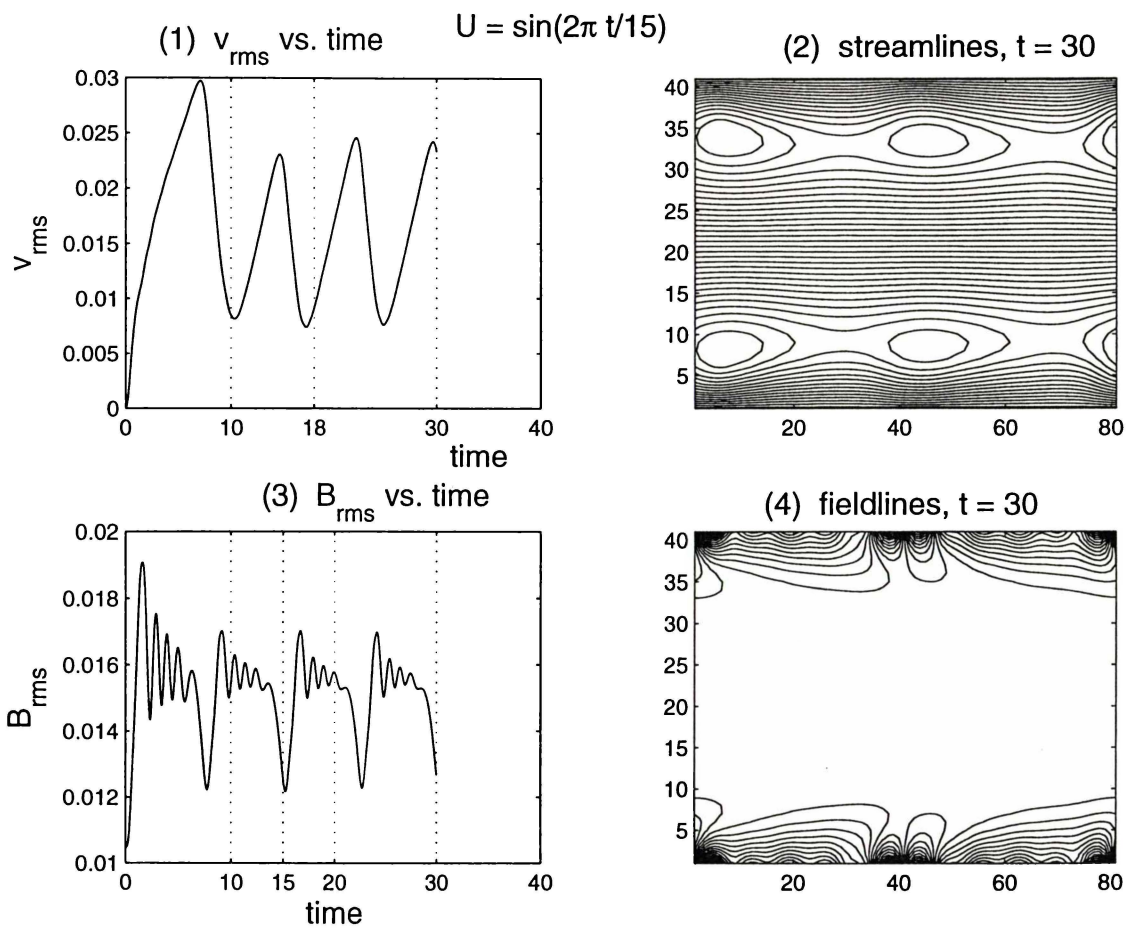 U = sin(2π t/15)
(1) v_rms vs. time
0.03
0.025
0.02
0.015
0.01
0.005
0
v_rms
0 10 18 30 40
time
(2) streamlines, t = 30
40
35
30
25
20
15
10
5
20 40 60 80
(3) B_rms vs. time
0.02
0.018
0.016
0.014
0.012
0.01
B_rms
0 10 15 20 30 40
time
(4) fieldlines, t = 30
40
35
30
20
15
10
5
20 40 60 80